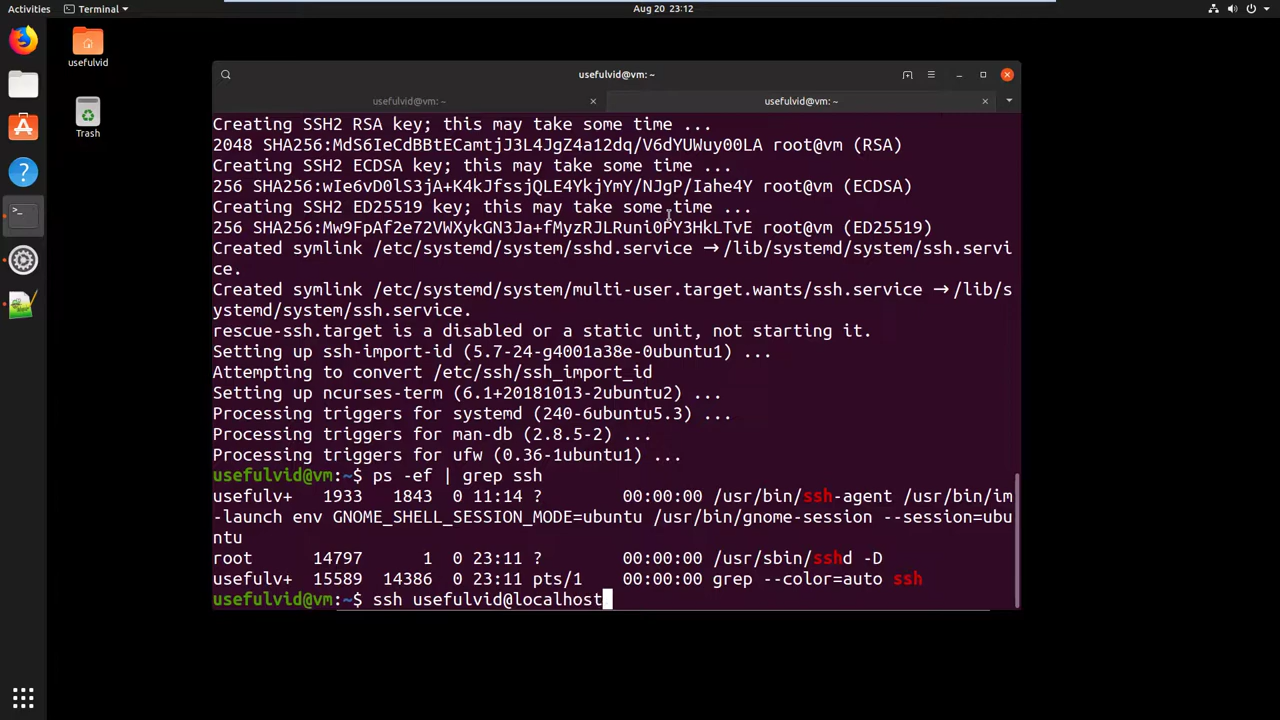 Activities
Terminal
Aug 20 23:12
usefulvid
Trash
usefulvid@vm: ~
usefulvid@vm: ~
usefulvid@vm: ~
Creating SSH2 RSA key; this may take some time ...
2048 SHA256:MdS6IeCdBBtECamtjJ3L4JgZ4a12dq/V6dYUWuy00LA root@vm (RSA)
Creating SSH2 ECDSA key; this may take some time ...
256 SHA256:wIe6vD0lS3jA+K4kJfssjQLE4YkjYmY/NJgP/Iahe4Y root@vm (ECDSA)
Creating SSH2 ED25519 key; this may take some time ...
256 SHA256:Mw9FpAf2e72VWXykGN3Ja+fMyzRJLRuni0PY3HkLTvE root@vm (ED25519)
Created symlink /etc/systemd/system/sshd.service → /lib/systemd/system/ssh.servi
ce.
Created symlink /etc/systemd/system/multi-user.target.wants/ssh.service → /lib/s
ystemd/system/ssh.service.
rescue-ssh.target is a disabled or a static unit, not starting it.
Setting up ssh-import-id (5.7-24-g4001a38e-0ubuntu1) ...
Attempting to convert /etc/ssh/ssh_import_id
Setting up ncurses-term (6.1+20181013-2ubuntu2) ...
Processing triggers for systemd (240-6ubuntu5.3) ...
Processing triggers for man-db (2.8.5-2) ...
Processing triggers for ufw (0.36-1ubuntu1) ...
usefulvid@vm:~$ ps -ef | grep ssh
usefulv+ 1933 1843 0 11:14 ? 00:00:00 /usr/bin/ssh-agent /usr/bin/im
-launch env GNOME_SHELL_SESSION_MODE=ubuntu /usr/bin/gnome-session --session=ubu
ntu
root 14797 1 0 23:11 ? 00:00:00 /usr/sbin/sshd -D
usefulv+ 15589 14386 0 23:11 pts/1 00:00:00 grep --color=auto ssh
usefulvid@vm:~$ ssh usefulvid@localhost